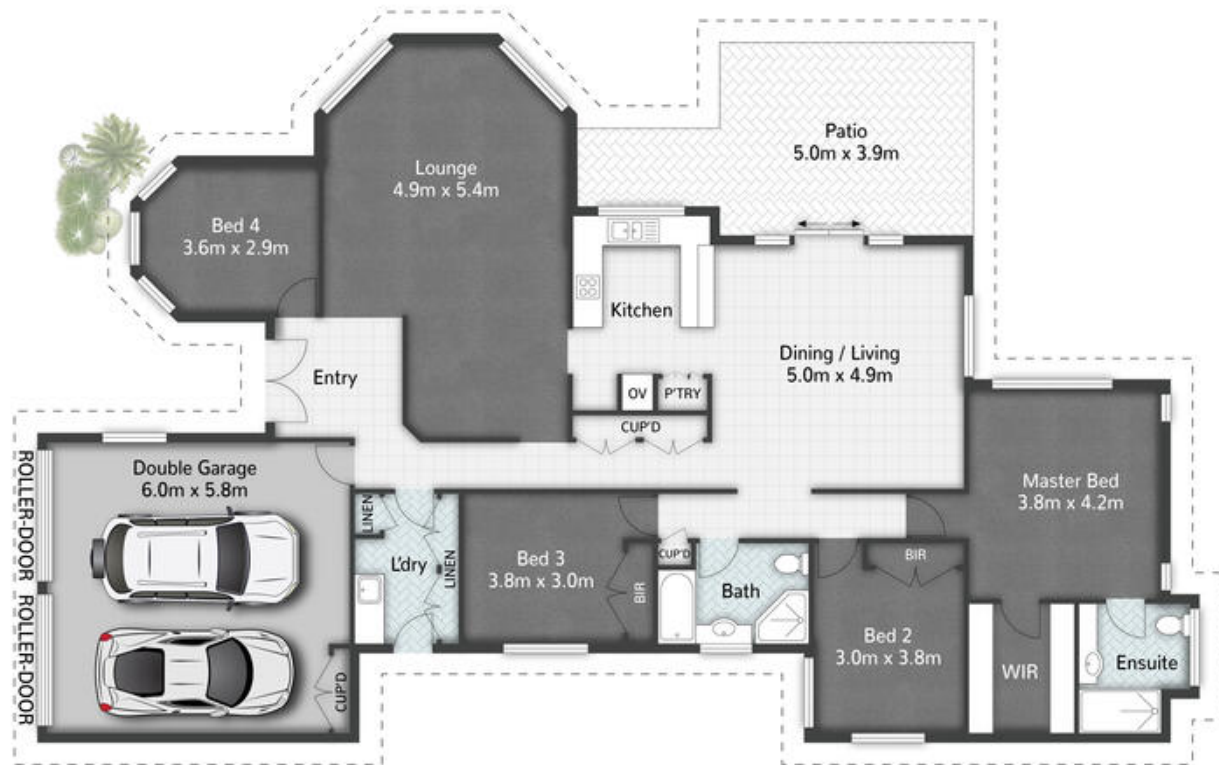 Patio
5.0m x 3.9m
Lounge
4.9m x 5.4m
Bed 4
3.6m x 2.9m
Kitchen
Dining / Living
5.0m x 4.9m
Entry
OV
P'TRY
CUP'D
Double Garage
6.0m x 5.8m
ROLLER-DOOR
ROLLER-DOOR
Master Bed
3.8m x 4.2m
LINEN
LINEN
L'dry
Bed 3
3.8m x 3.0m
BIR
CUP'D
Bath
BIR
Bed 2
3.0m x 3.8m
WIR
Ensuite
CUP'D